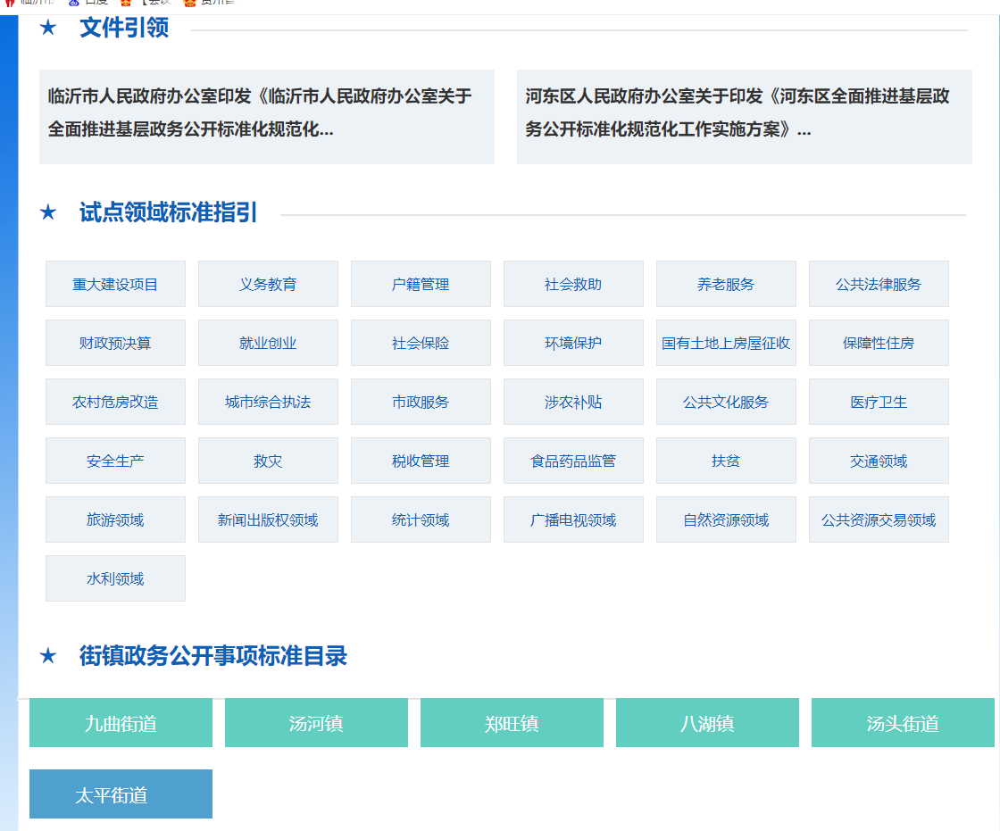 文件引领
临沂市人民政府办公室印发《临沂市人民政府办公室关于
全面推进基层政务公开标准化规范化...
河东区人民政府办公室关于印发《河东区全面推进基层政
务公开标准化规范化工作实施方案》...
试点领域标准指引
重大建设项目 义务教育 户籍管理 社会救助 养老服务 公共法律服务
财政预决算 就业创业 社会保险 环境保护 国有土地上房屋征收 保障性住房
农村危房改造 城市综合执法 市政服务 涉农补贴 公共文化服务 医疗卫生
安全生产 救灾 税收管理 食品药品监管 扶贫 交通领域
旅游领域 新闻出版权领域 统计领域 广播电视领域 自然资源领域 公共资源交易领域
水利领域
街镇政务公开事项标准目录
九曲街道 汤河镇 郑旺镇 八湖镇 汤头街道
太平街道